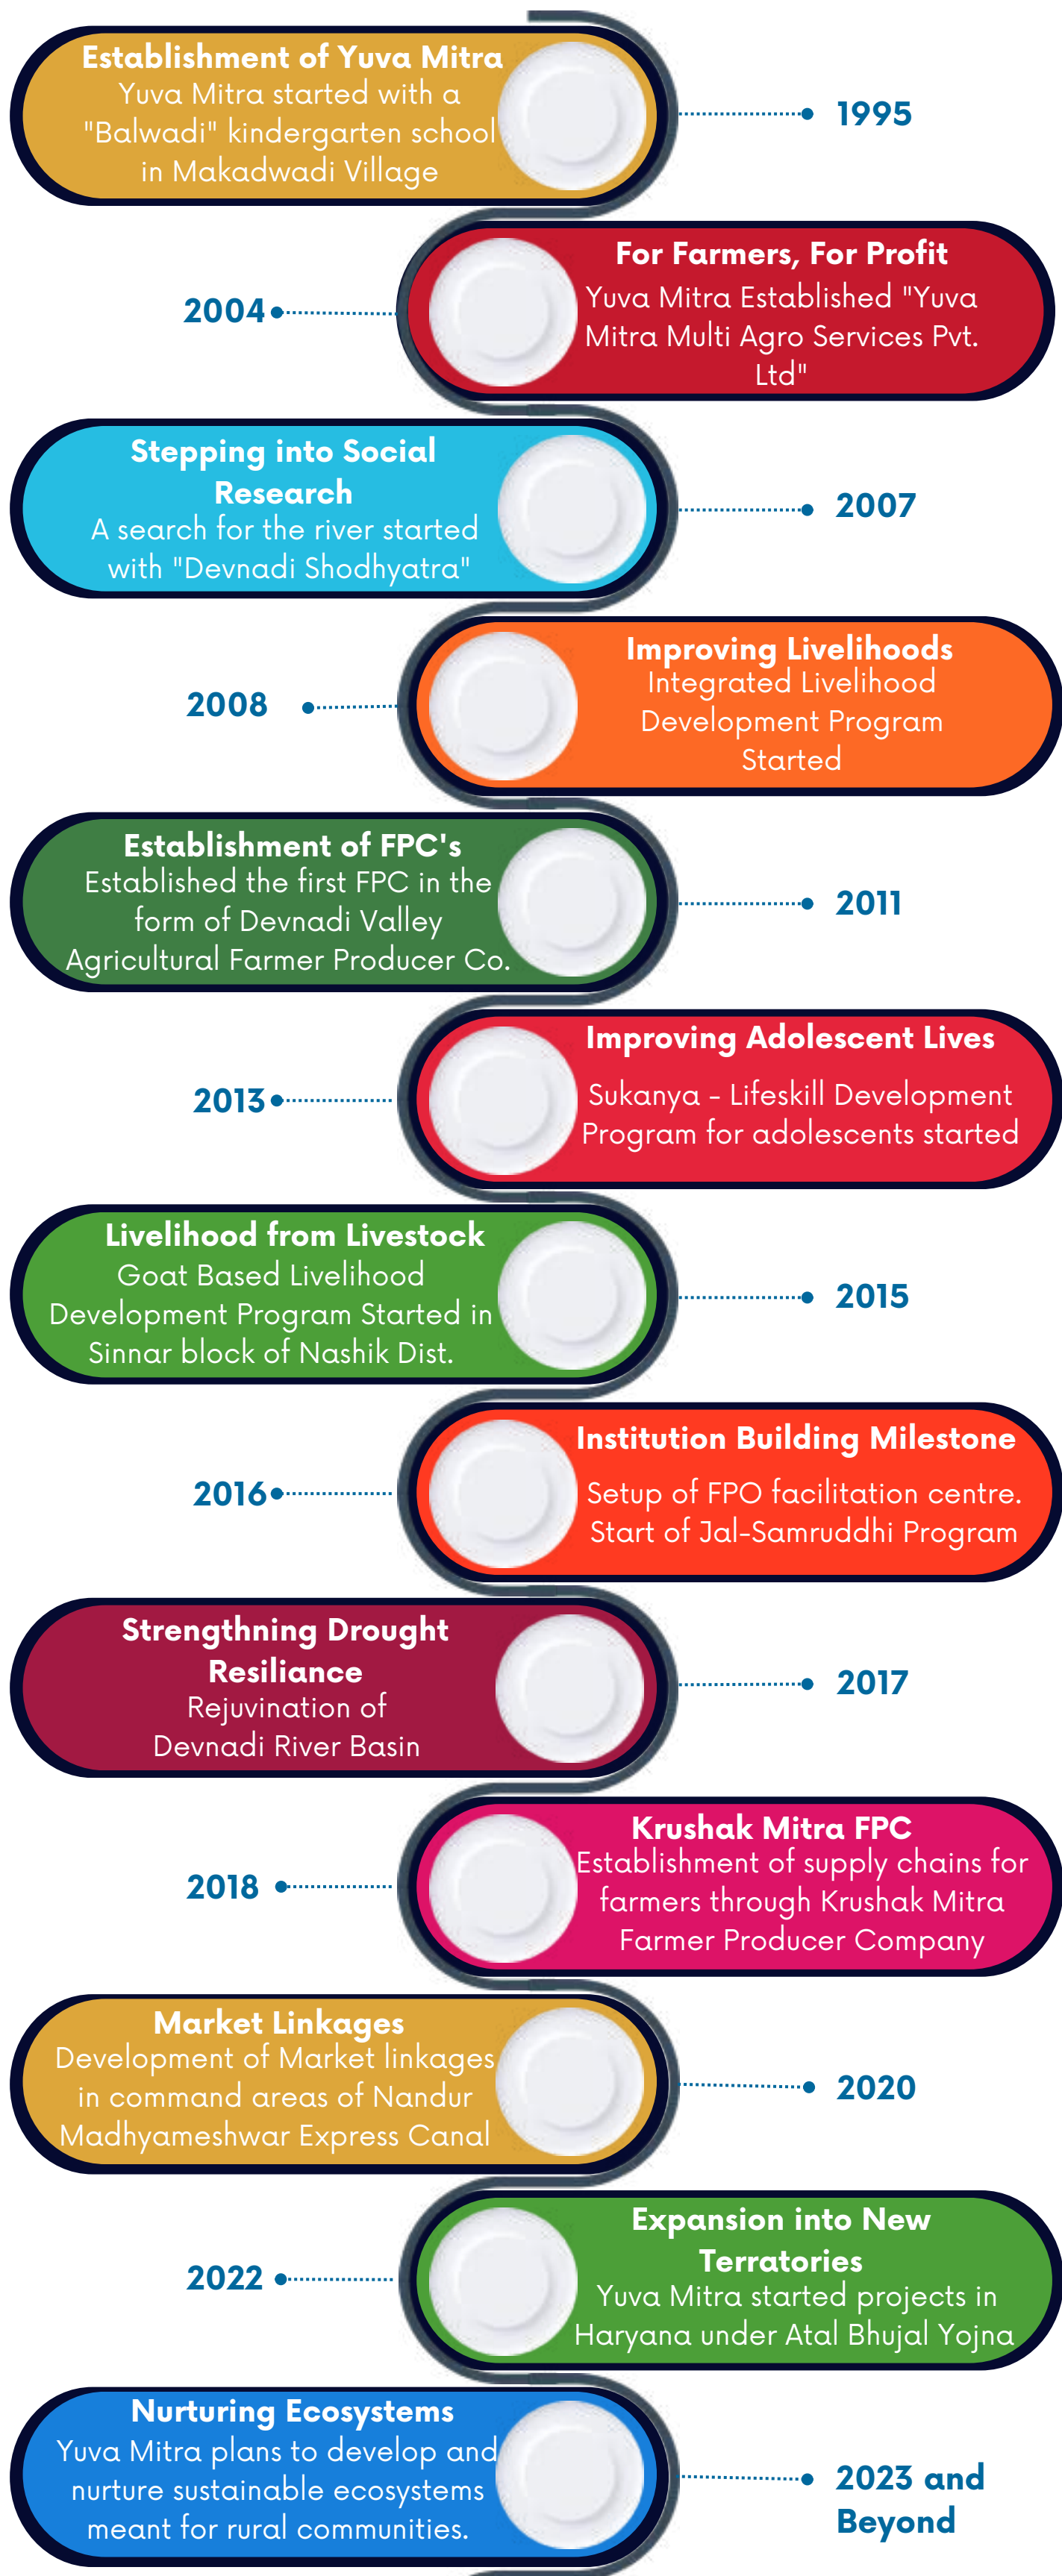 Establishment of Yuva Mitra
Yuva Mitra started with a
"Balwadi" kindergarten school
in Makadwadi Village
1995
For Farmers, For Profit
Yuva Mitra Established "Yuva
Mitra Multi Agro Services Pvt.
Ltd"
2004
Stepping into Social
Research
A search for the river started
with "Devnadi Shodhyatra"
2007
Improving Livelihoods
Integrated Livelihood
Development Program
Started
2008
Establishment of FPC's
Established the first FPC in the
form of Devnadi Valley
Agricultural Farmer Producer Co.
2011
Improving Adolescent Lives
Sukanya - Lifeskill Development
Program for adolescents started
2013
Livelihood from Livestock
Goat Based Livelihood
Development Program Started in
Sinnar block of Nashik Dist.
2015
Institution Building Milestone
Setup of FPO facilitation centre.
Start of Jal-Samruddhi Program
2016
Strengthning Drought
Resiliance
Rejuvination of
Devnadi River Basin
2017
Krushak Mitra FPC
Establishment of supply chains for
farmers through Krushak Mitra
Farmer Producer Company
2018
Market Linkages
Development of Market linkages
in command areas of Nandur
Madhyameshwar Express Canal
2020
Expansion into New
Terratories
Yuva Mitra started projects in
Haryana under Atal Bhujal Yojna
2022
Nurturing Ecosystems
Yuva Mitra plans to develop and
nurture sustainable ecosystems
meant for rural communities.
2023 and
Beyond